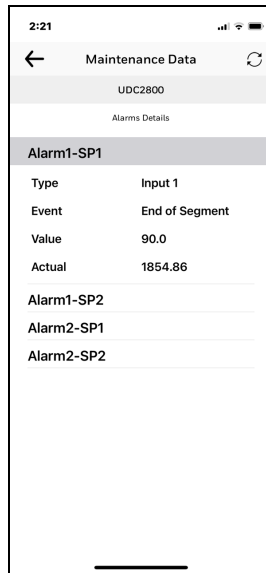 2:21
Maintenance Data
UDC2800
Alarms Details
Alarm1-SP1
Type Input 1
Event End of Segment
Value 90.0
Actual 1854.86
Alarm1-SP2
Alarm2-SP1
Alarm2-SP2